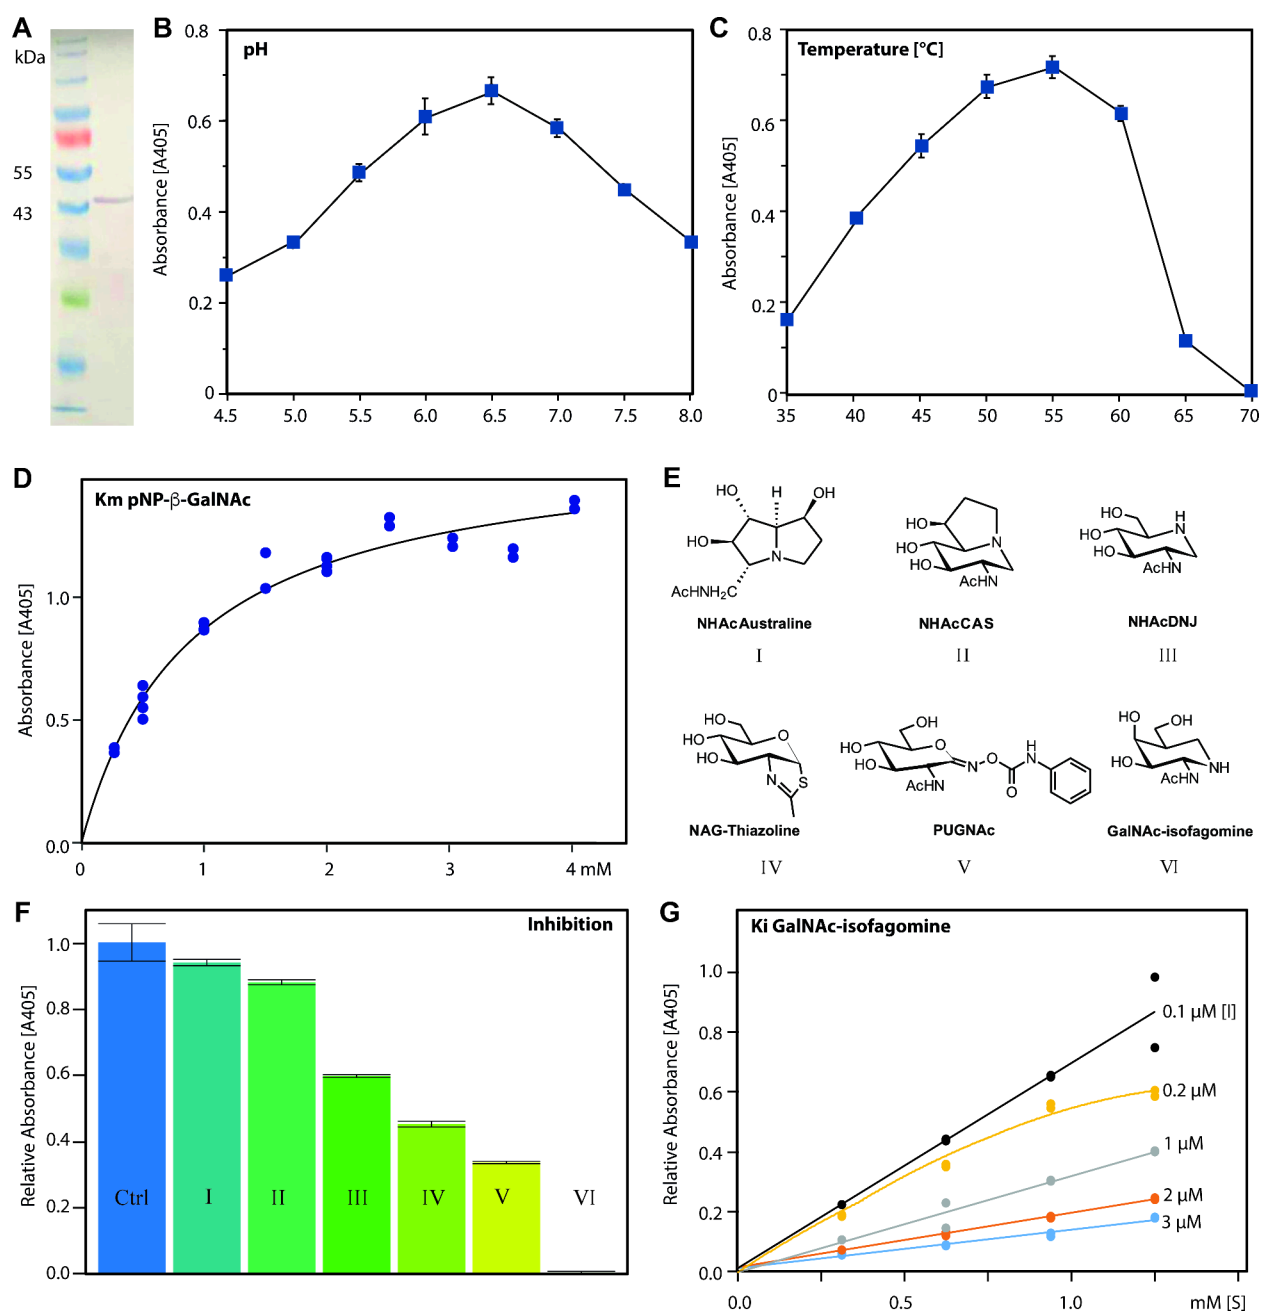 A
kDa
55
43
B
pH
Absorbance [A405]
0.8
0.6
0.4
0.2
0
4.5 5.0 5.5 6.0 6.5 7.0 7.5 8.0
C
Temperature [°C]
Absorbance [A405]
0.8
0.6
0.4
0.2
0
35 40 45 50 55 60 65 70
D
Km pNP-β-GalNAc
Absorbance [A405]
1.0
0.5
0.0
0 1 2 3 4 mM
E
HO H OH
HO
N
AcHNH₂C
NHAcAustraline
I
HO
HO
HO
N
AcHN
NHAcCAS
II
HO
HO
HO
H
N
AcHN
NHAcDNJ
III
HO
HO
HO
O
N
S
NAG-Thiazoline
IV
OH
HO
HO
O
AcHN
N
O
O
H
N
PUGNAc
V
HO
OH
HO
AcHN
NH
GalNAc-isofagomine
VI
F
Inhibition
Relative Absorbance [A405]
1.0
0.8
0.6
0.4
0.2
0.0
Ctrl I II III IV V VI
G
Ki GalNAc-isofagomine
Relative Absorbance [A405]
1.0
0.8
0.6
0.4
0.2
0.0
0.1 µM [I]
0.2 µM
1 µM
2 µM
3 µM
0.0 0.5 1.0 mM [S]